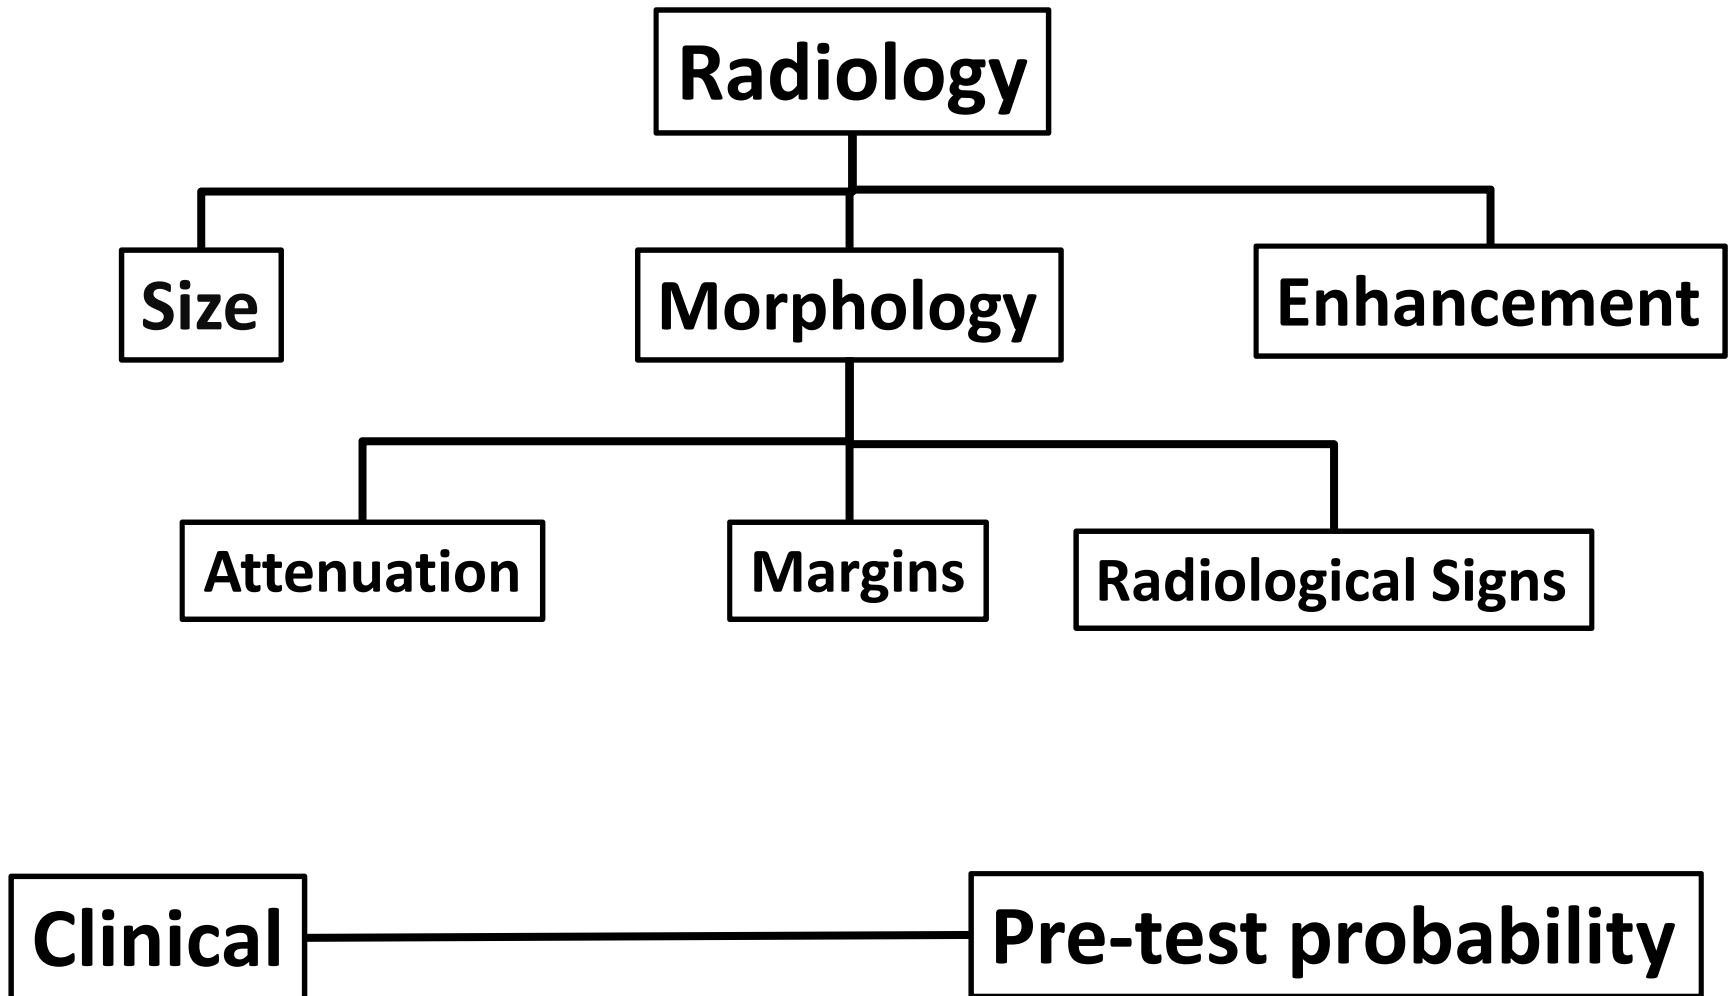 Radiology
Size
Morphology
Enhancement
Attenuation
Margins
Radiological Signs
Clinical
Pre-test probability